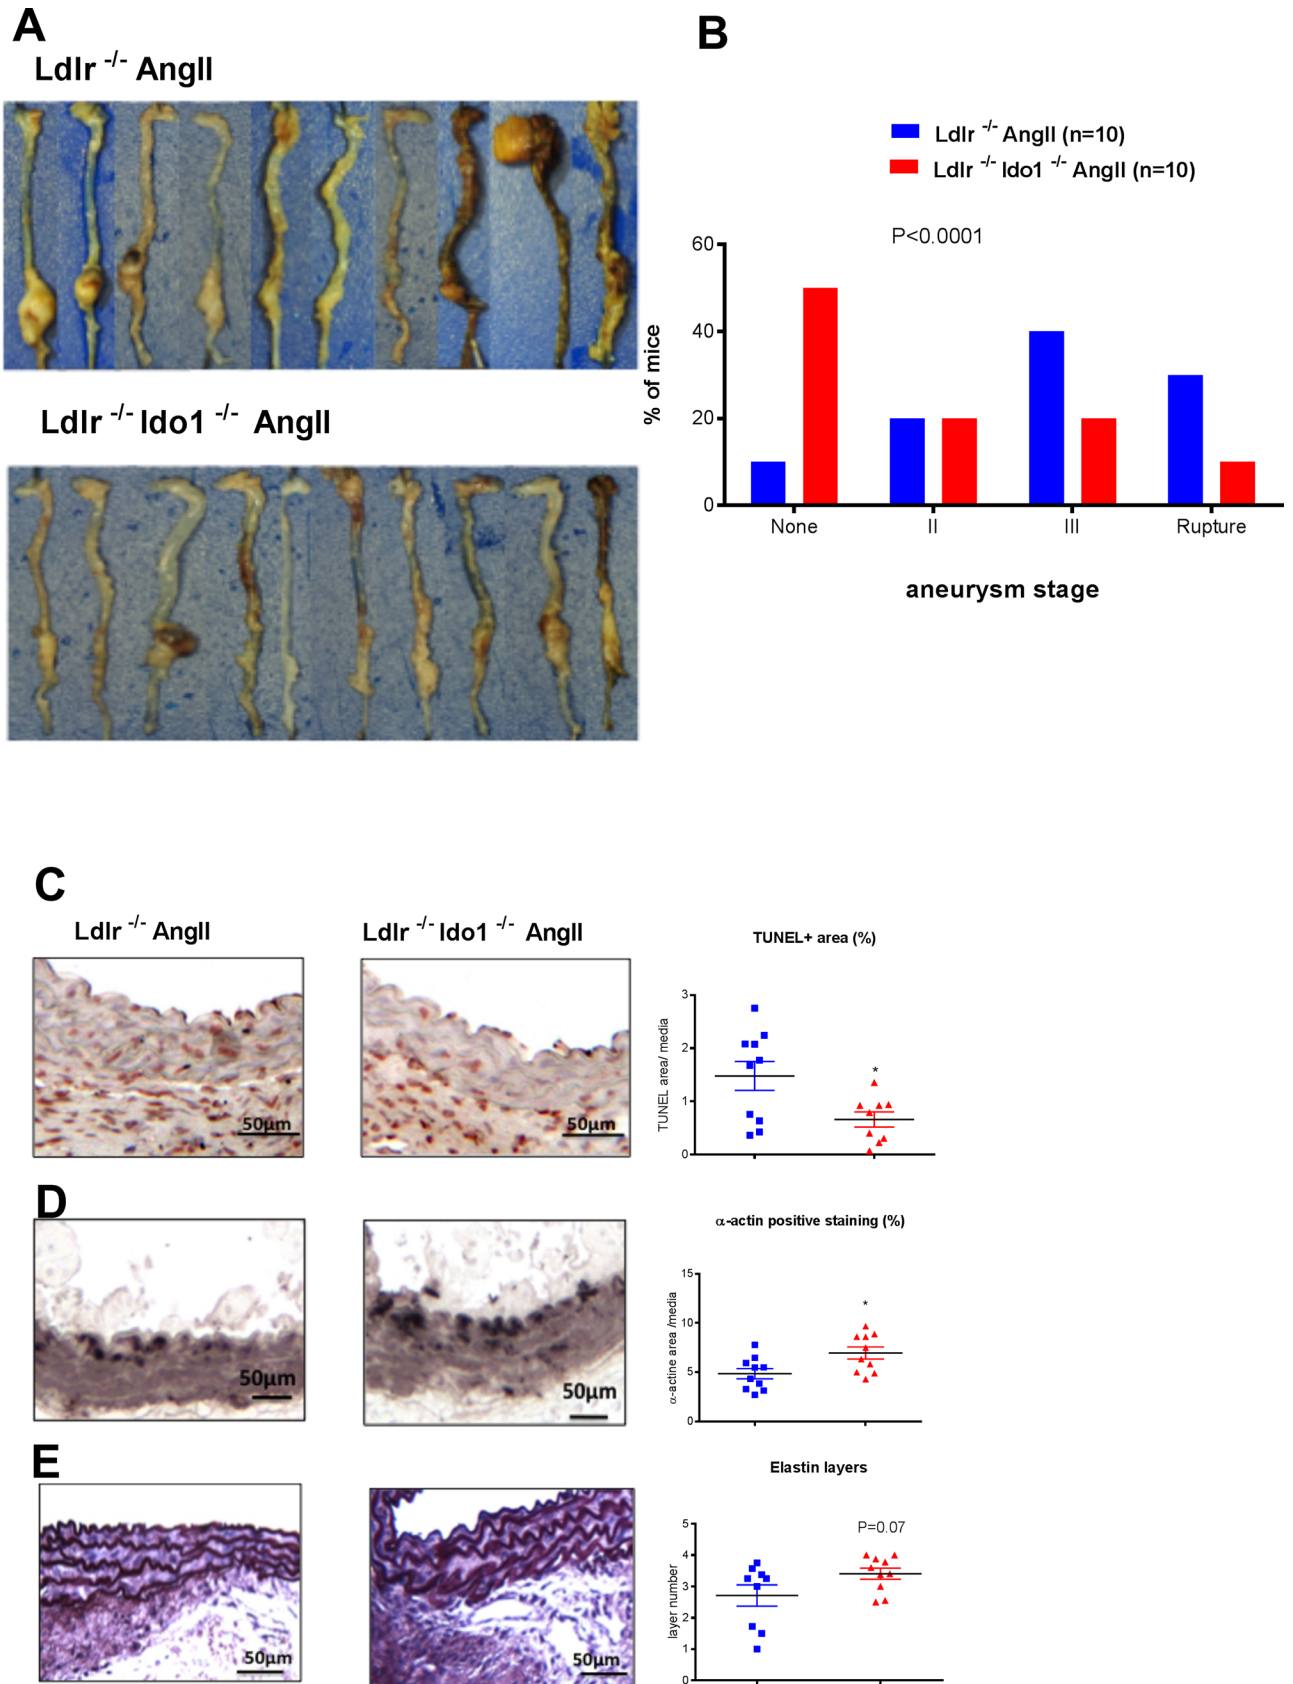 A
Ldlr -/- AngII
Ldlr -/- Ido1 -/- AngII
B
Ldlr -/- AngII (n=10)
Ldlr -/- Ido1 -/- AngII (n=10)
P<0.0001
% of mice
60
40
20
0
None II III Rupture
aneurysm stage
C
Ldlr -/- AngII
Ldlr -/- Ido1 -/- AngII
50µm
50µm
TUNEL+ area (%)
TUNEL area/ media
3
2
1
0
*
D
50µm
50µm
α-actin positive staining (%)
α-actine area /media
15
10
5
0
*
E
50µm
50µm
Elastin layers
layer number
5
4
3
2
1
0
P=0.07